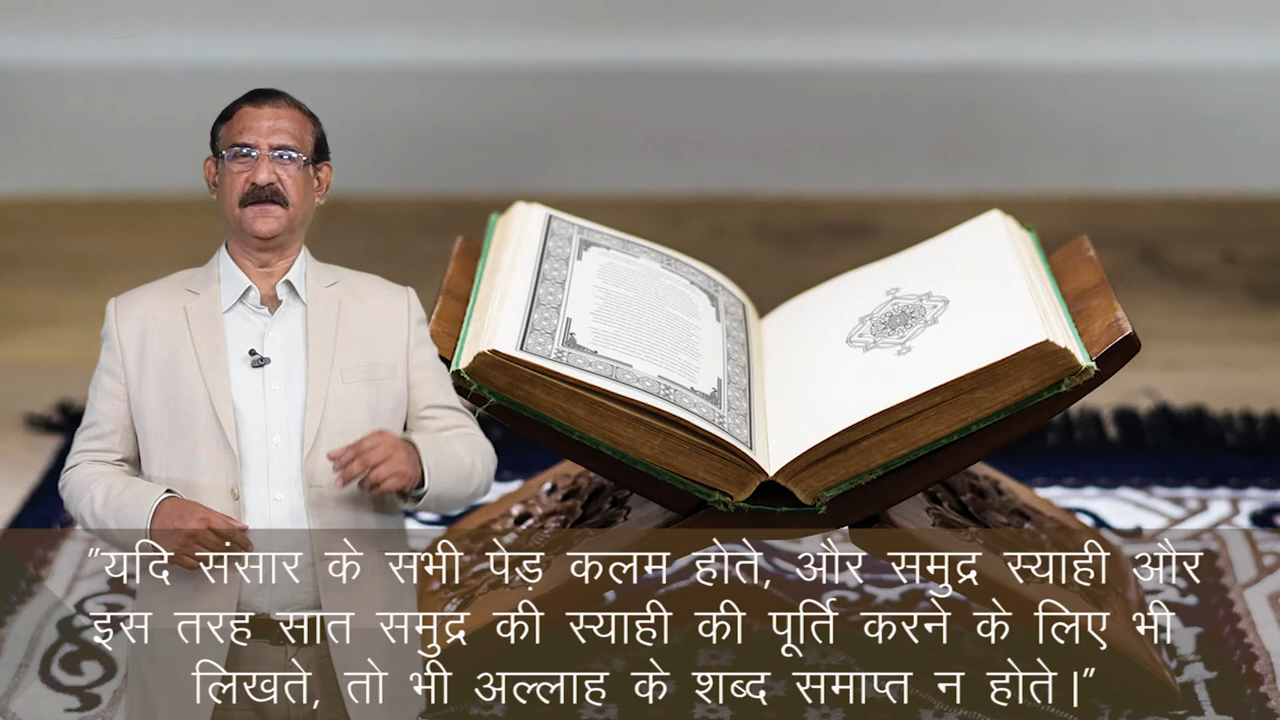 "यदि संसार के सभी पेड़ कलम होते, और समुद्र स्याही और
इस तरह सात समुद्र की स्याही की पूर्ति करने के लिए भी
लिखते, तो भी अल्लाह के शब्द समाप्त न होते|"